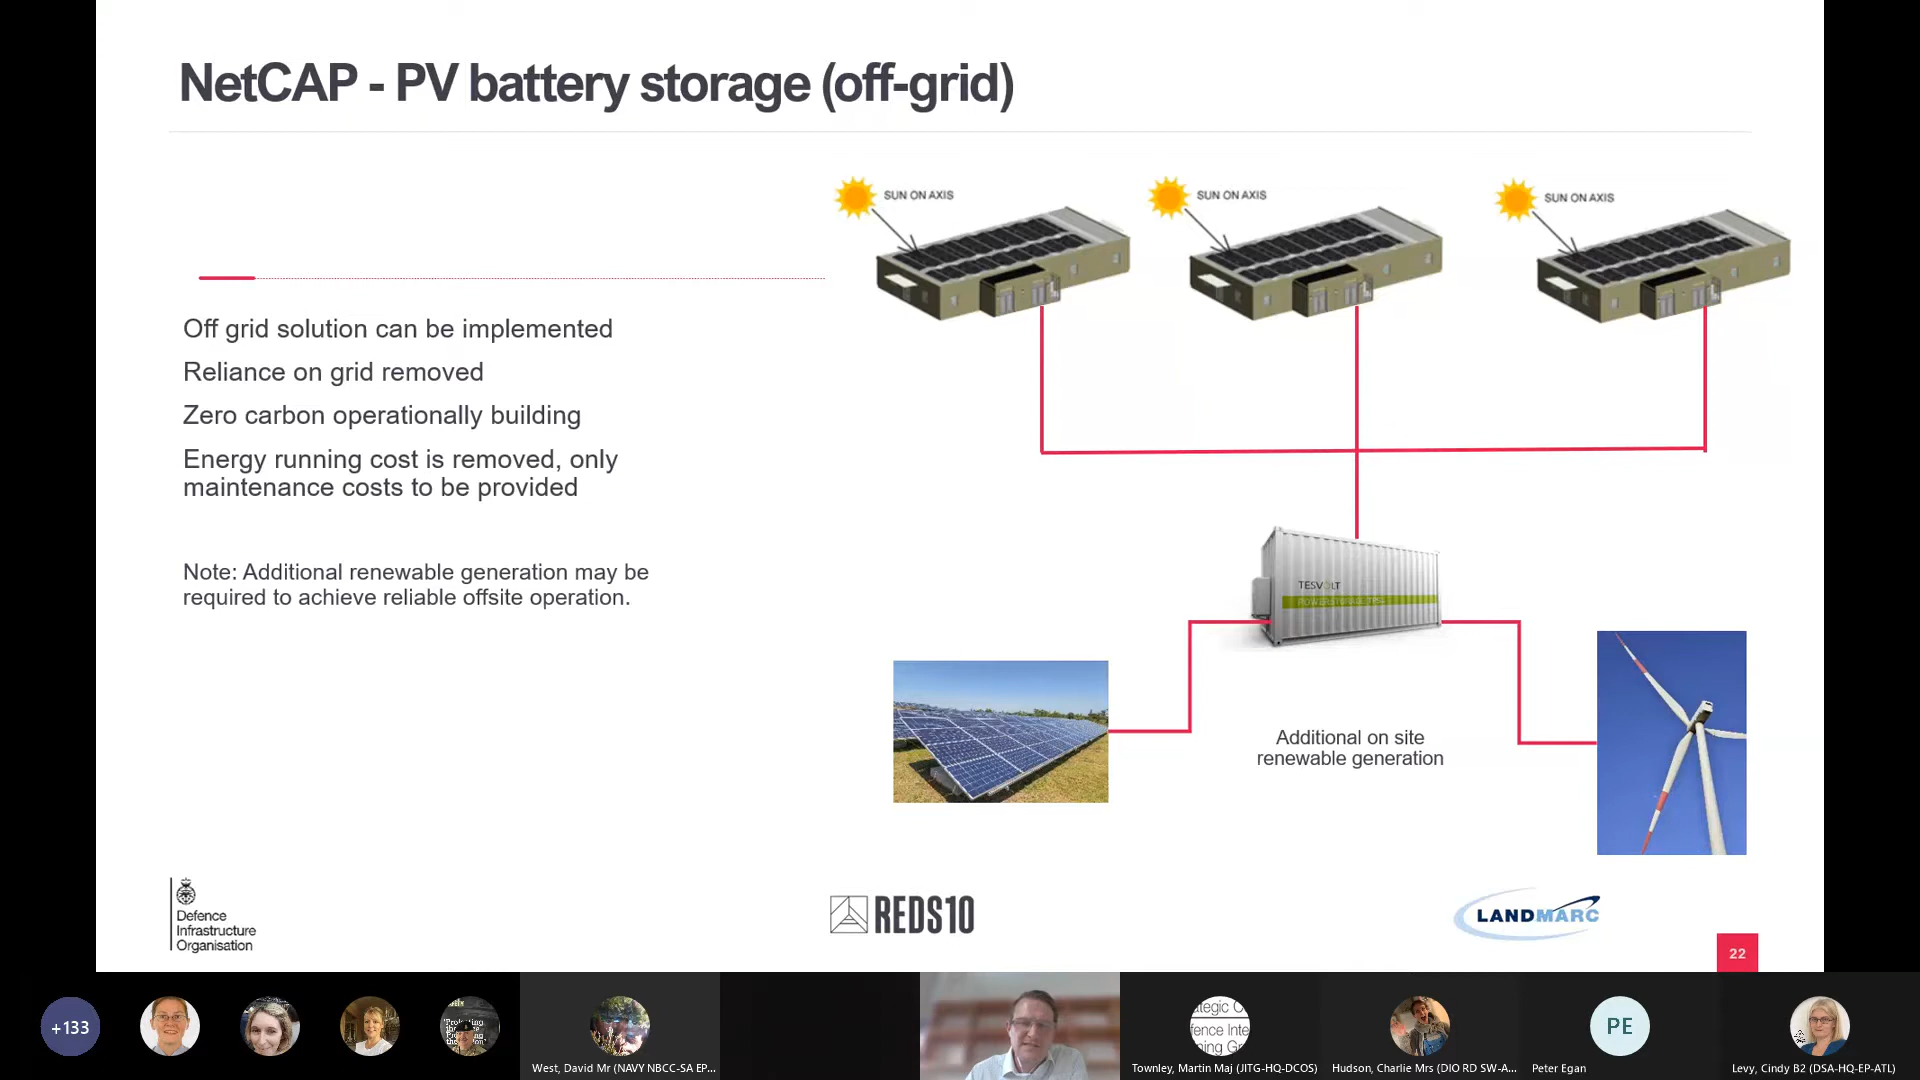 NetCAP - PV battery storage (off-grid)
SUN ON AXIS
SUN ON AXIS
SUN ON AXIS
Off grid solution can be implemented
Reliance on grid removed
Zero carbon operationally building
Energy running cost is removed, only
maintenance costs to be provided
Note: Additional renewable generation may be
required to achieve reliable offsite operation.
TESVOLT
Additional on site
renewable generation
Defence
Infrastructure
Organisation
REDS10
LANDMARC
22
+133
West, David Mr (NAVY NBCC-SA EP...
Townley, Martin Maj (JITG-HQ-DCOS)
Hudson, Charlie Mrs (DIO RD SW-A...
PE
Peter Egan
Levy, Cindy B2 (DSA-HQ-EP-ATL)